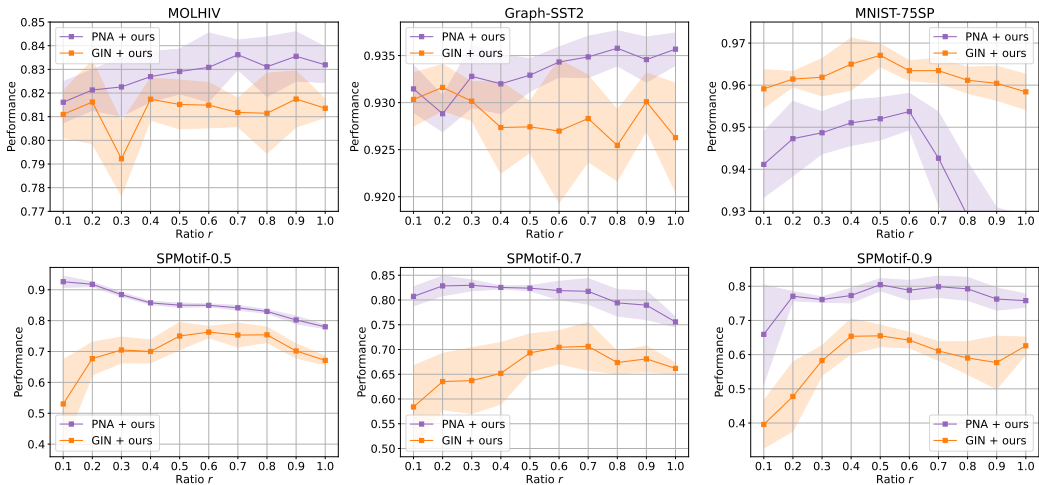 MOLHIV
0.85
0.84
0.83
0.82
0.81
0.80
0.79
0.78
0.77
Performance
PNA + ours
GIN + ours
0.1 0.2 0.3 0.4 0.5 0.6 0.7 0.8 0.9 1.0
Ratio r
Graph-SST2
0.935
0.930
0.925
0.920
Performance
PNA + ours
GIN + ours
0.1 0.2 0.3 0.4 0.5 0.6 0.7 0.8 0.9 1.0
Ratio r
MNIST-75SP
0.97
0.96
0.95
0.94
0.93
Performance
PNA + ours
GIN + ours
0.1 0.2 0.3 0.4 0.5 0.6 0.7 0.8 0.9 1.0
Ratio r
SPMotif-0.5
0.9
0.8
0.7
0.6
0.5
0.4
Performance
PNA + ours
GIN + ours
0.1 0.2 0.3 0.4 0.5 0.6 0.7 0.8 0.9 1.0
Ratio r
SPMotif-0.7
0.85
0.80
0.75
0.70
0.65
0.60
0.55
0.50
Performance
PNA + ours
GIN + ours
0.1 0.2 0.3 0.4 0.5 0.6 0.7 0.8 0.9 1.0
Ratio r
SPMotif-0.9
0.8
0.7
0.6
0.5
0.4
Performance
PNA + ours
GIN + ours
0.1 0.2 0.3 0.4 0.5 0.6 0.7 0.8 0.9 1.0
Ratio r